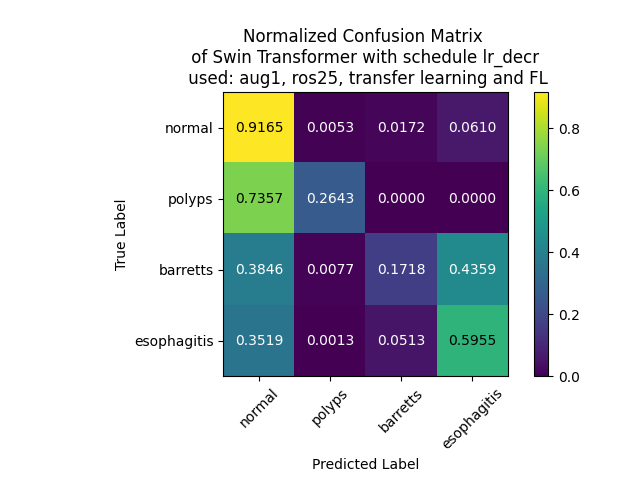 Normalized Confusion Matrix
of Swin Transformer with schedule lr_decr
used: aug1, ros25, transfer learning and FL
True Label
normal 0.9165 0.0053 0.0172 0.0610
polyps 0.7357 0.2643 0.0000 0.0000
barretts 0.3846 0.0077 0.1718 0.4359
esophagitis 0.3519 0.0013 0.0513 0.5955
normal polyps barretts esophagitis
Predicted Label
0.8
0.6
0.4
0.2
0.0